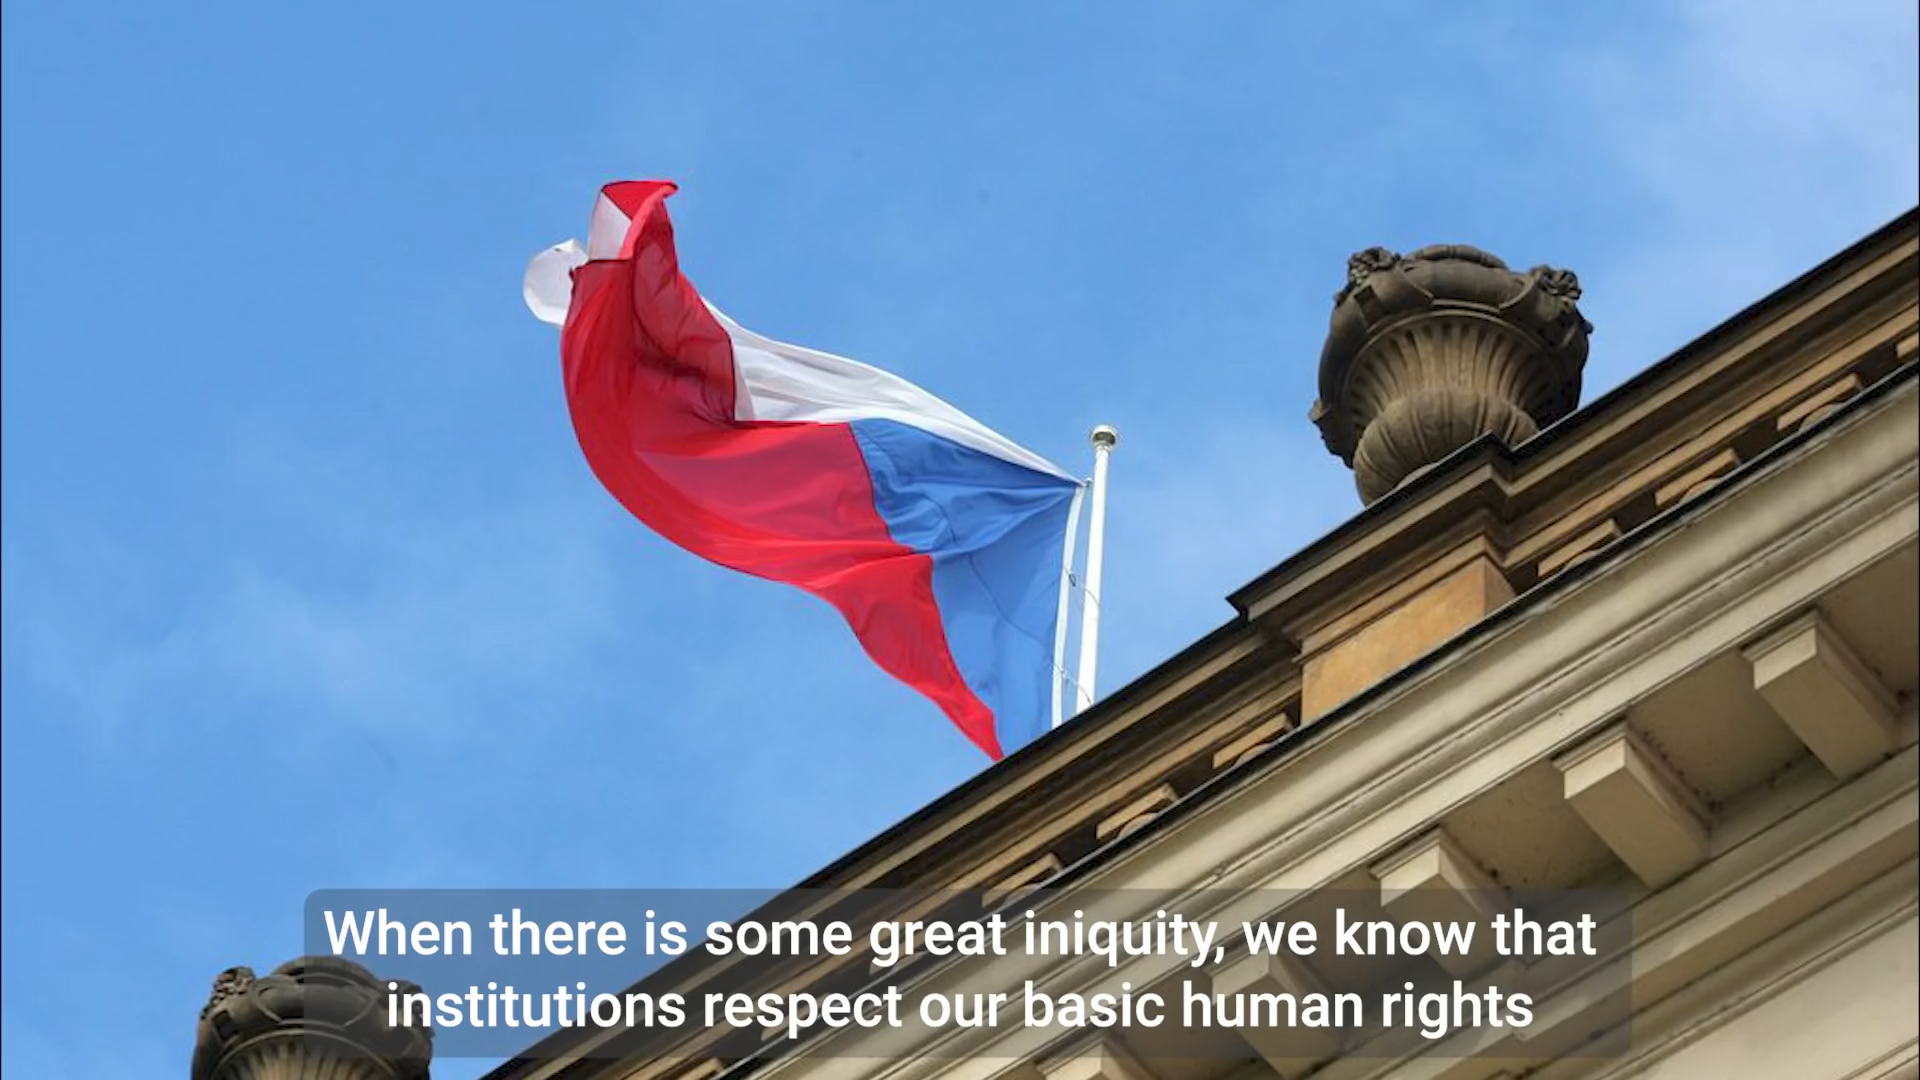 When there is some great iniquity, we know that
institutions respect our basic human rights